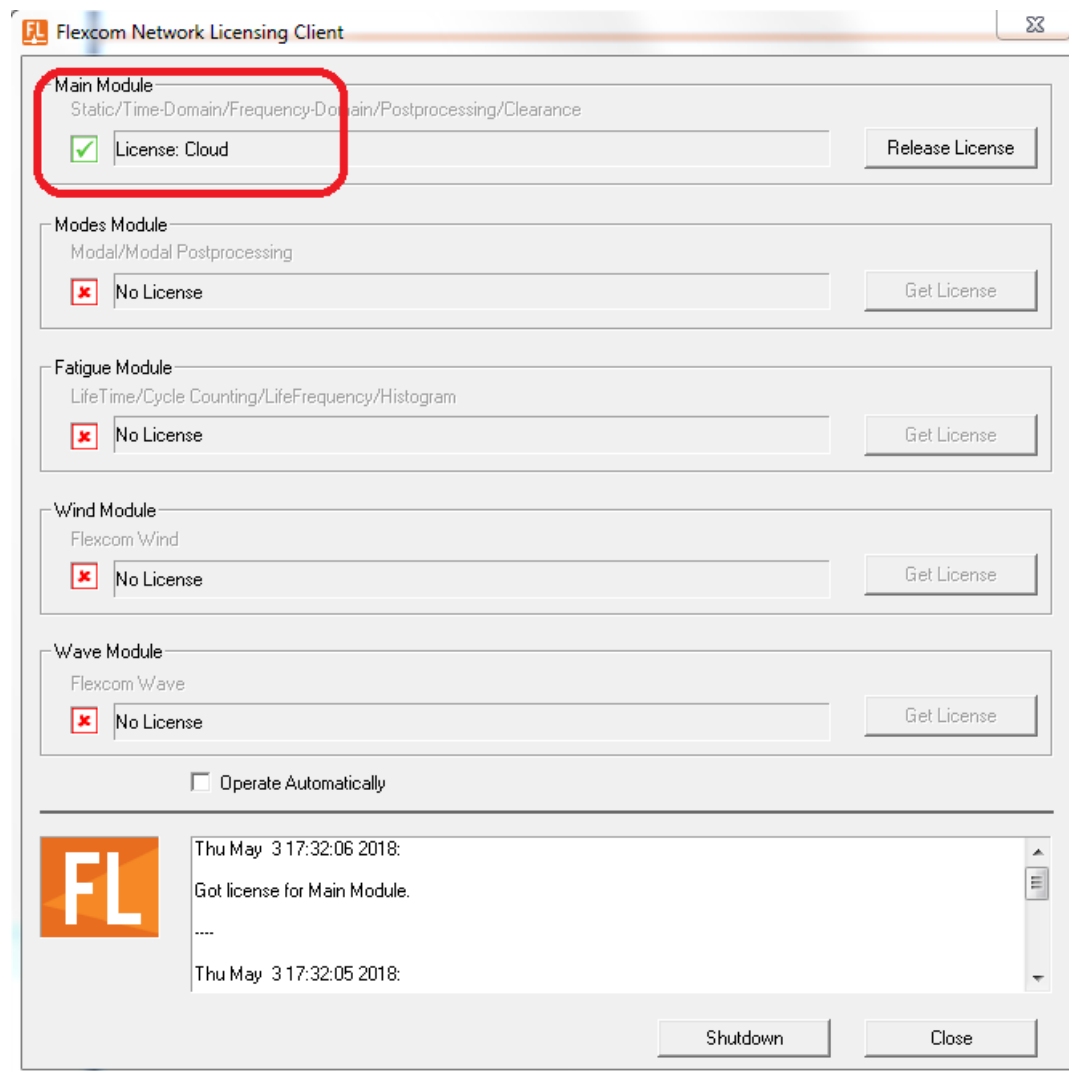 FL Flexcom Network Licensing Client
Main Module
Static/Time-Domain/Frequency-Domain/Postprocessing/Clearance
License: Cloud
Release License
Modes Module
Modal/Modal Postprocessing
No License
Get License
Fatigue Module
LifeTime/Cycle Counting/LifeFrequency/Histogram
No License
Get License
Wind Module
Flexcom Wind
No License
Get License
Wave Module
Flexcom Wave
No License
Get License
Operate Automatically
FL
Thu May  3 17:32:06 2018:
Got license for Main Module.
----
Thu May  3 17:32:05 2018:
Shutdown
Close